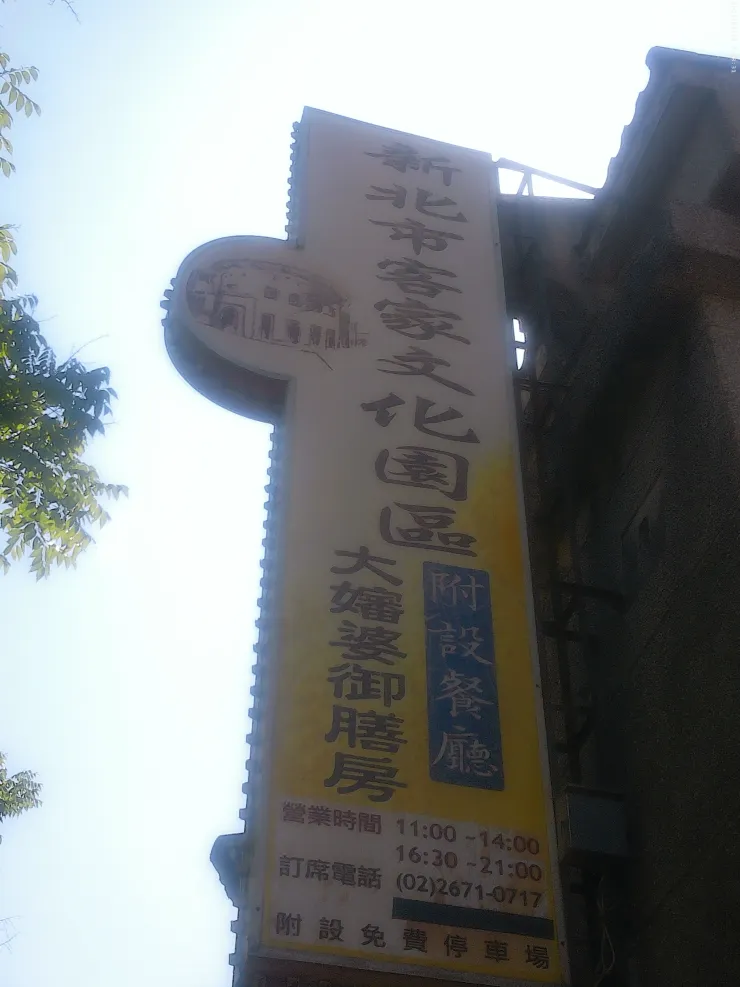 新北市客家文化園區
附設餐廳
大嬸婆御膳房
營業時間 11:00 ~14:00
16:30 ~21:00
訂席電話 (02)2671-0717
附設免費停車場